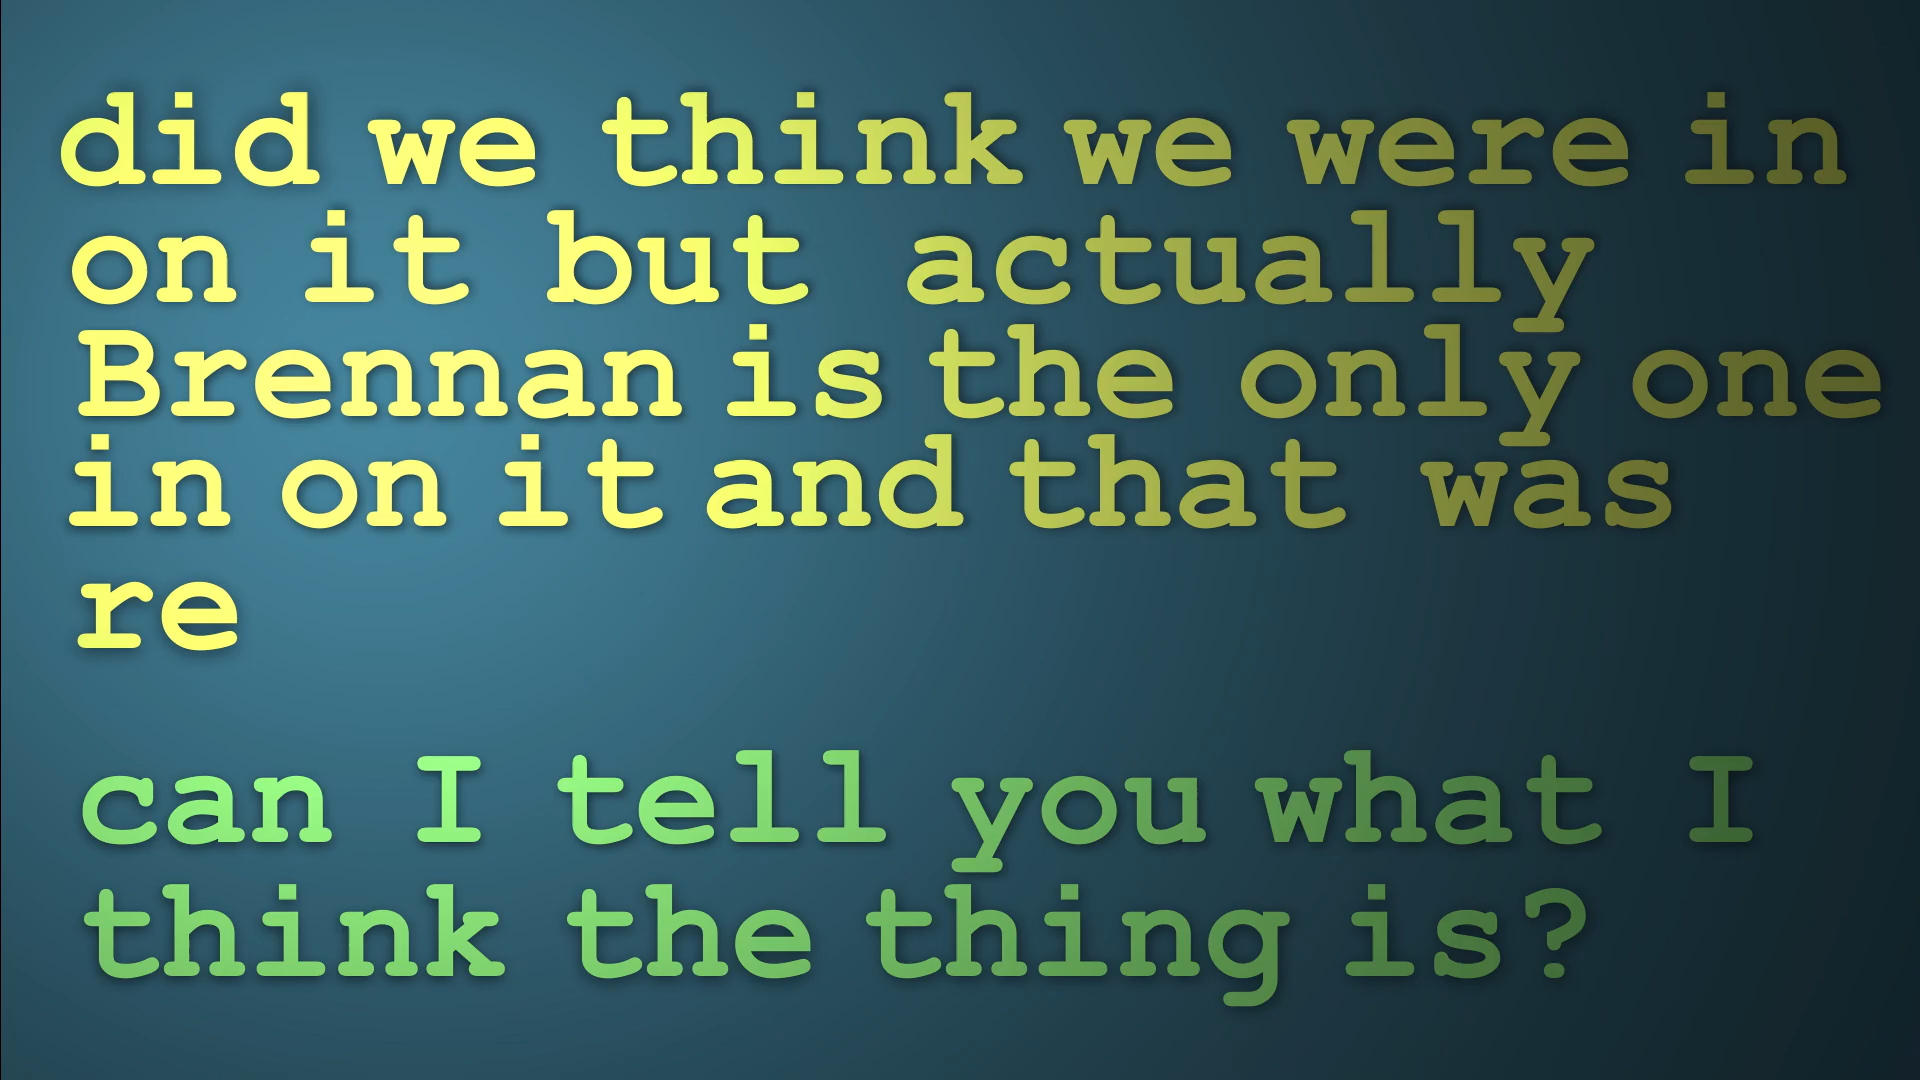 did we think we were in
on it but actually
Brennan is the only one
in on it and that was
re
can I tell you what I
think the thing is?